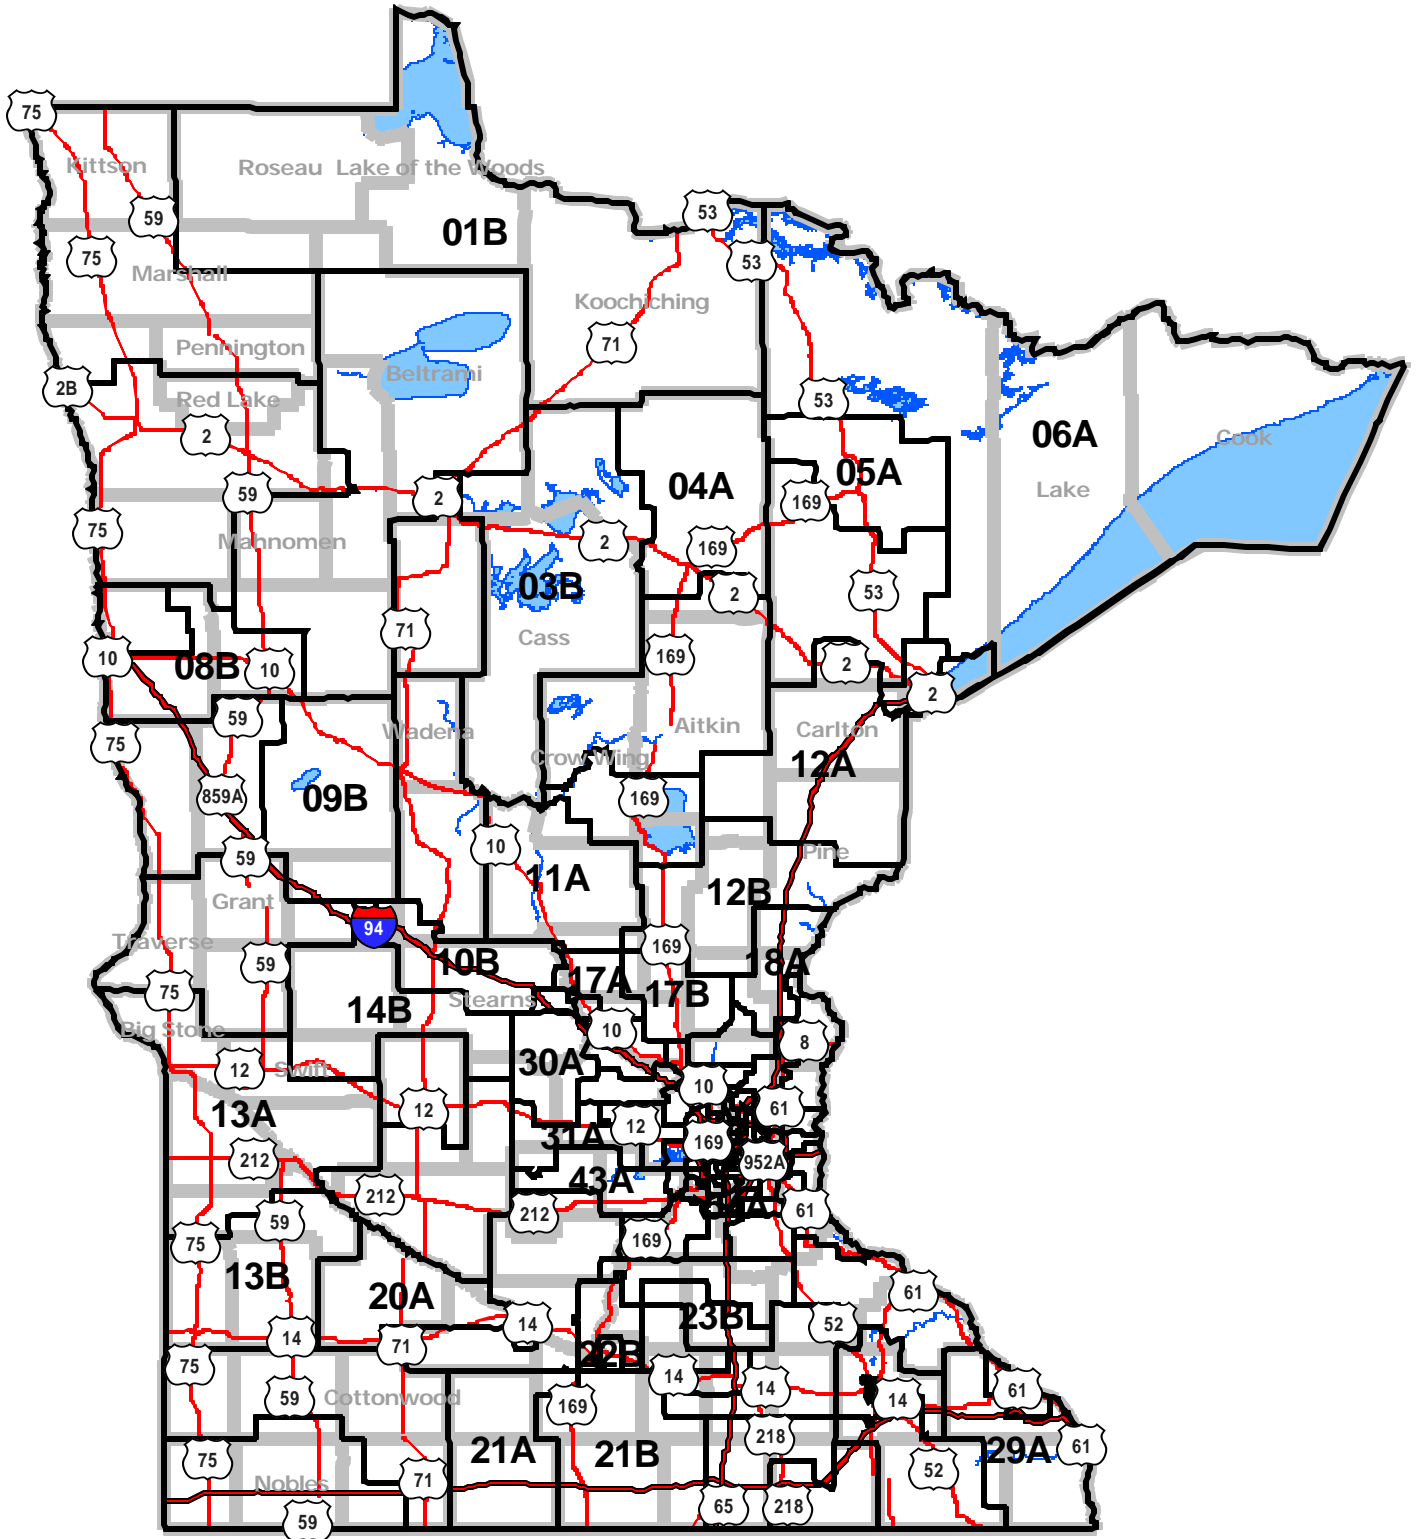 75
Kittson
Roseau
Lake of the Woods
59
53
01B
75
53
Marshall
Koochiching
71
Pennington
2B
Beltrami
Red Lake
53
2
06A
Cook
05A
Lake
04A
59
2
169
75
2
169
Mahnomen
03B
2
53
71
Cass
10
08B
10
169
2
2
59
Wadena
Aitkin
Carlton
75
Crow Wing
12A
859A
09B
169
59
10
Pine
11A
12B
Grant
94
Traverse
169
59
10B
18A
75
17A
17B
14B
Stearns
Big Stone
10
8
12
Swift
30A
10
13A
12
61
12
31A
169
212
952A
43A
212
59
212
61
75
169
13B
20A
61
14
23B
52
14
71
22B
75
14
14
59
Cottonwood
169
14
61
218
21A
21B
29A
61
75
71
52
Nobles
65
218
59